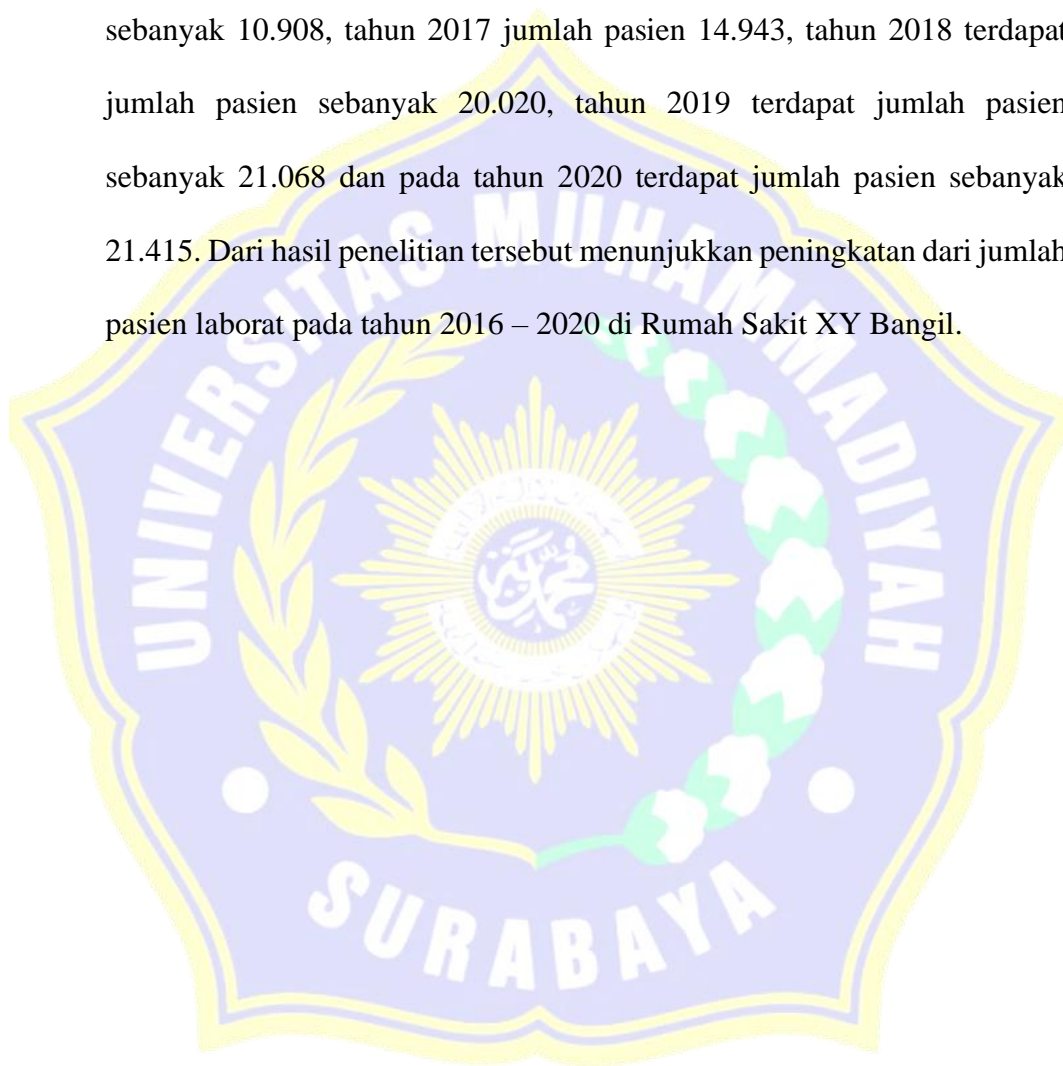 sebanyak 10.908, tahun 2017 jumlah pasien 14.943, tahun 2018 terdapat
jumlah pasien sebanyak 20.020, tahun 2019 terdapat jumlah pasien
sebanyak 21.068 dan pada tahun 2020 terdapat jumlah pasien sebanyak
21.415. Dari hasil penelitian tersebut menunjukkan peningkatan dari jumlah
pasien laborat pada tahun 2016 – 2020 di Rumah Sakit XY Bangil.
UNIVERSITAS MUHAMMADIYAH
SURABAYA